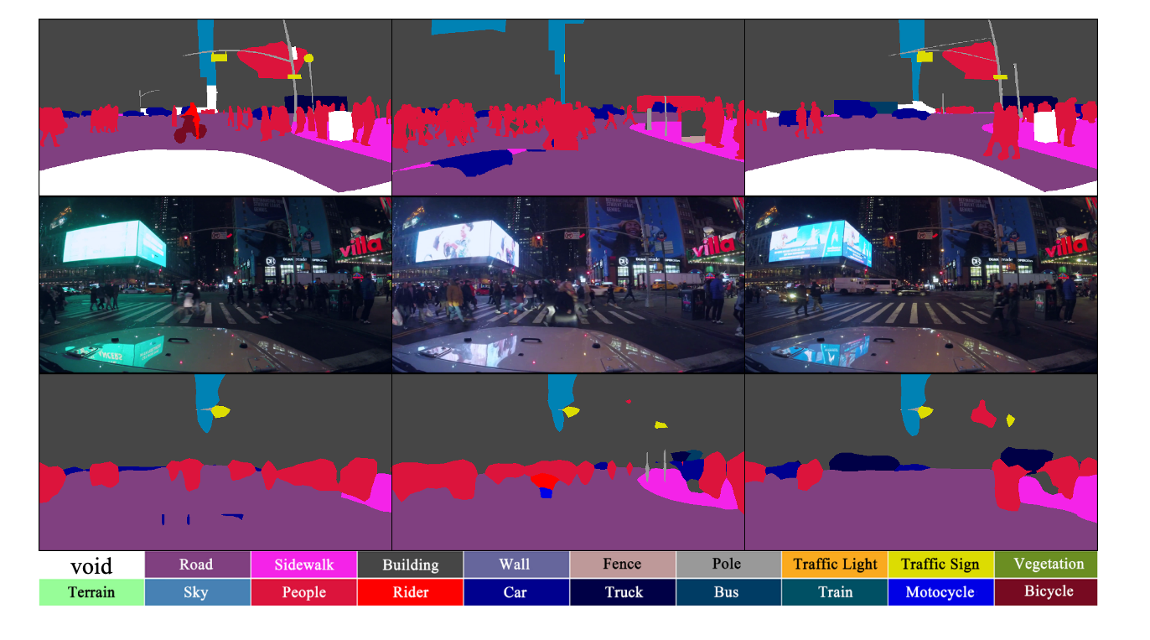 villa
villa
villa
void Road Sidewalk Building Wall Fence Pole Traffic Light Traffic Sign Vegetation
Terrain Sky People Rider Car Truck Bus Train Motocycle Bicycle